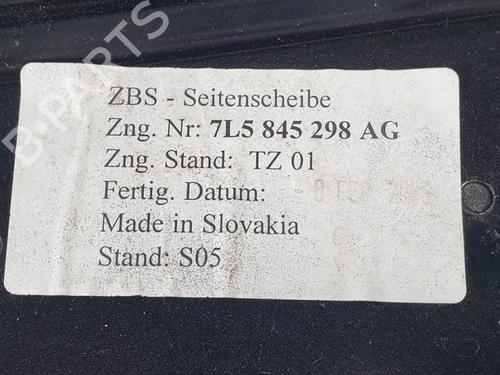 B-PARTS
ZBS - Seitenscheibe
Zng. Nr: 7L5 845 298 AG
Zng. Stand: TZ 01
Fertig. Datum:
Made in Slovakia
Stand: S05